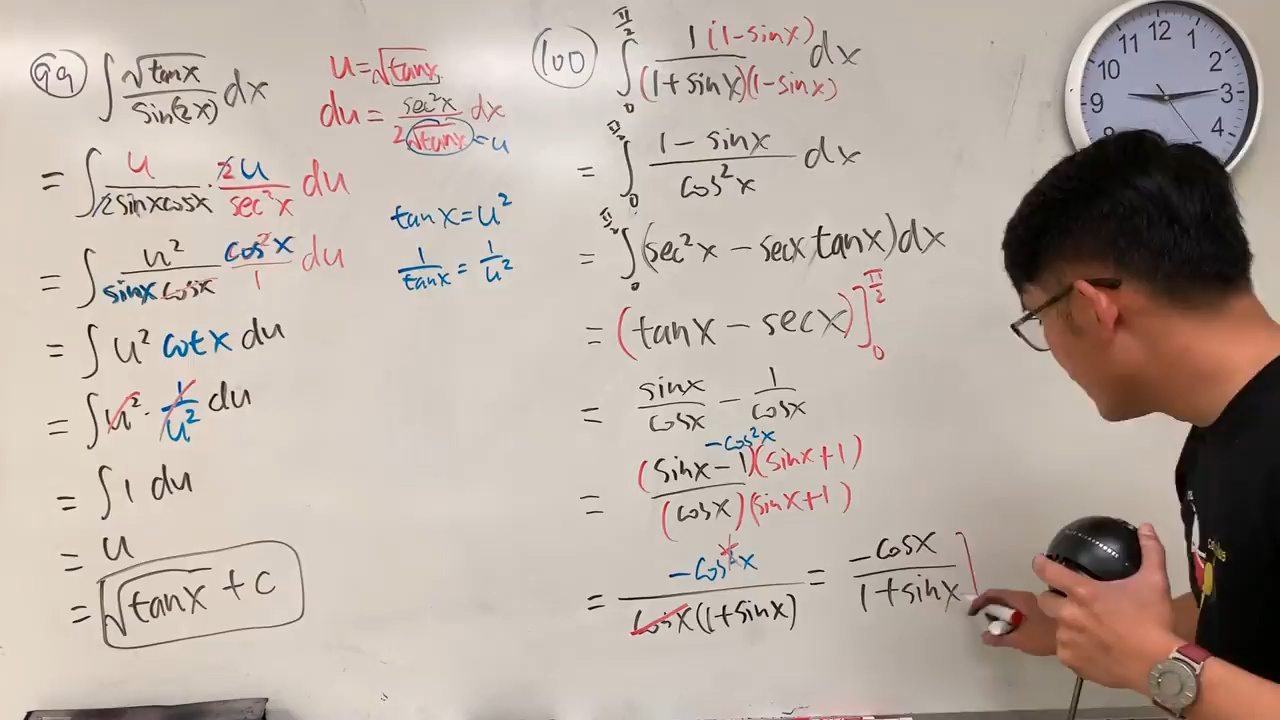 99 ∫ √tanx / sin(2x) dx
u = √tanx
du = sec²x / 2√tanx dx
= u
= ∫ u / 2sinxcosx · 2u / sec²x du
tanx = u²
= ∫ u² / sinx cosx cos²x / 1 du
1 / tanx = 1 / u²
= ∫ u² cotx du
= ∫ u² · 1 / u² du
= ∫ 1 du
= u
= √tanx + c
100 ∫ 0 π/2 1(1-sinx) / (1+sinx)(1-sinx) dx
= ∫ 0 π/2 1 - sinx / cos²x dx
= ∫ 0 π/2 (sec²x - secx tanx) dx
= (tanx - secx) ] 0 π/2
= sinx / cosx - 1 / cosx
-cos²x
= (sinx - 1)(sinx+1) / (cosx)(sinx+1)
= -cos²x / cosx(1+sinx) = -cosx / 1+sinx ]
12
11 1
10 2
9 3
8 4